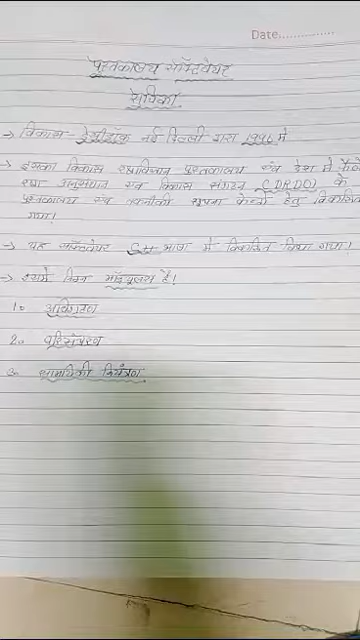 Date..............
पुस्तकालय सॉफ्टवेयर
सेविका
→ विकास डेसीडॉक नई दिल्ली द्वारा 1996 में
→ इसका विकास रक्षाविज्ञान पुस्तकालय एवं देश में फैले
रक्षा अनुसंधान एवं विकास संगठन (DRDO) के
पुस्तकालय एवं तकनीकी सूचना केन्द्रों हेतु विकसित
गया।
→ यह सॉफ्टवेयर C++ भाषा में विकसित किया गया।
→ इसमें निम्न मॉड्यूल्स है।
1. अधिग्रहण
2. परिसंचरण
3. सामयिकी नियंत्रण